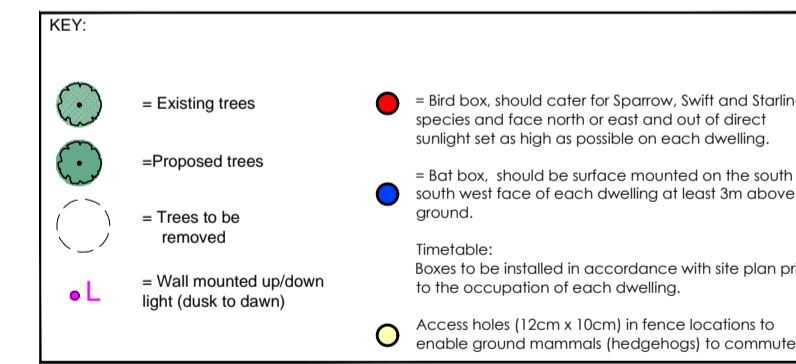 KEY:
= Existing trees
=Proposed trees
= Trees to be
removed
L
= Wall mounted up/down
light (dusk to dawn)
= Bird box, should cater for Sparrow, Swift and
species and face north or east and out of direct
sunlight set as high as possible on each dwelling.
= Bat box, should be surface mounted on the south
south west face of each dwelling at least 3m above
ground.
Timetable:
Boxes to be installed in accordance with site plan
to the occupation of each dwelling.
Access holes (12cm x 10cm) in fence locations to
enable ground mammals (hedgehogs) to commute